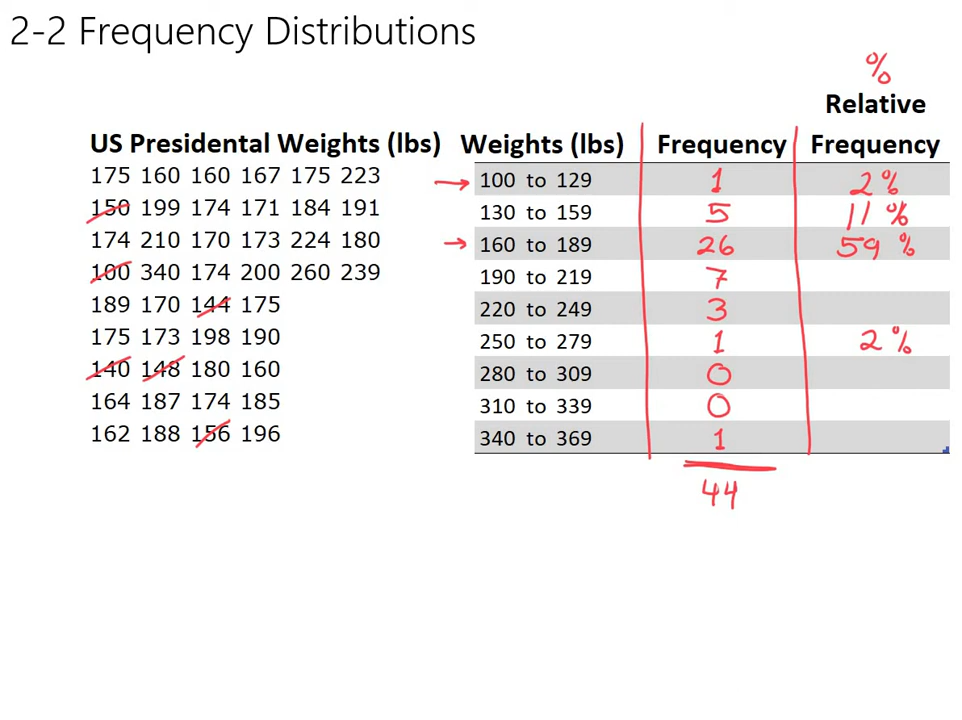 2-2 Frequency Distributions
%
Relative
US Presidental Weights (lbs) Weights (lbs) Frequency Frequency
175 160 160 167 175 223 100 to 129 1 2%
150 199 174 171 184 191 130 to 159 5 11%
174 210 170 173 224 180 160 to 189 26 59%
100 340 174 200 260 239 190 to 219 7
189 170 144 175 220 to 249 3
175 173 198 190 250 to 279 1 2%
140 148 180 160 280 to 309 0
164 187 174 185 310 to 339 0
162 188 156 196 340 to 369 1
44